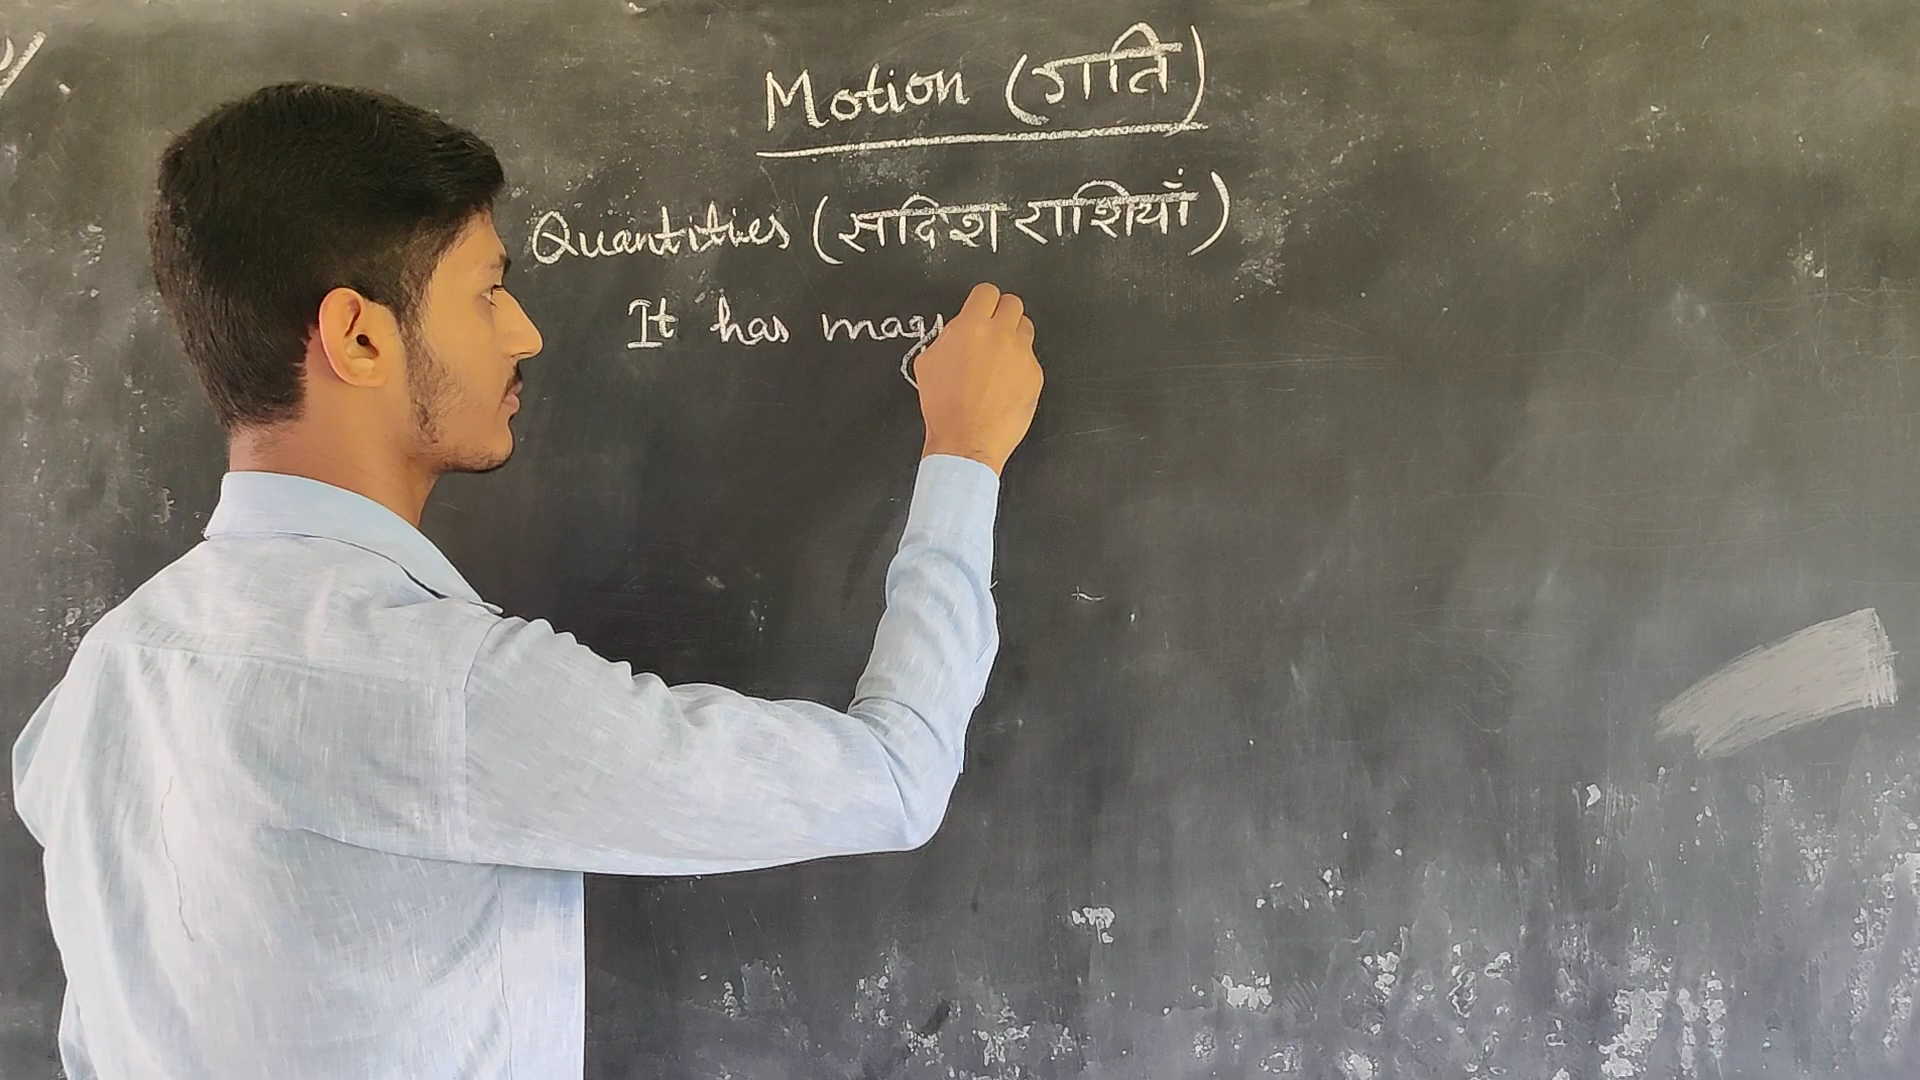 Motion (गति)
Quantities (सदिश राशियाँ)
It has